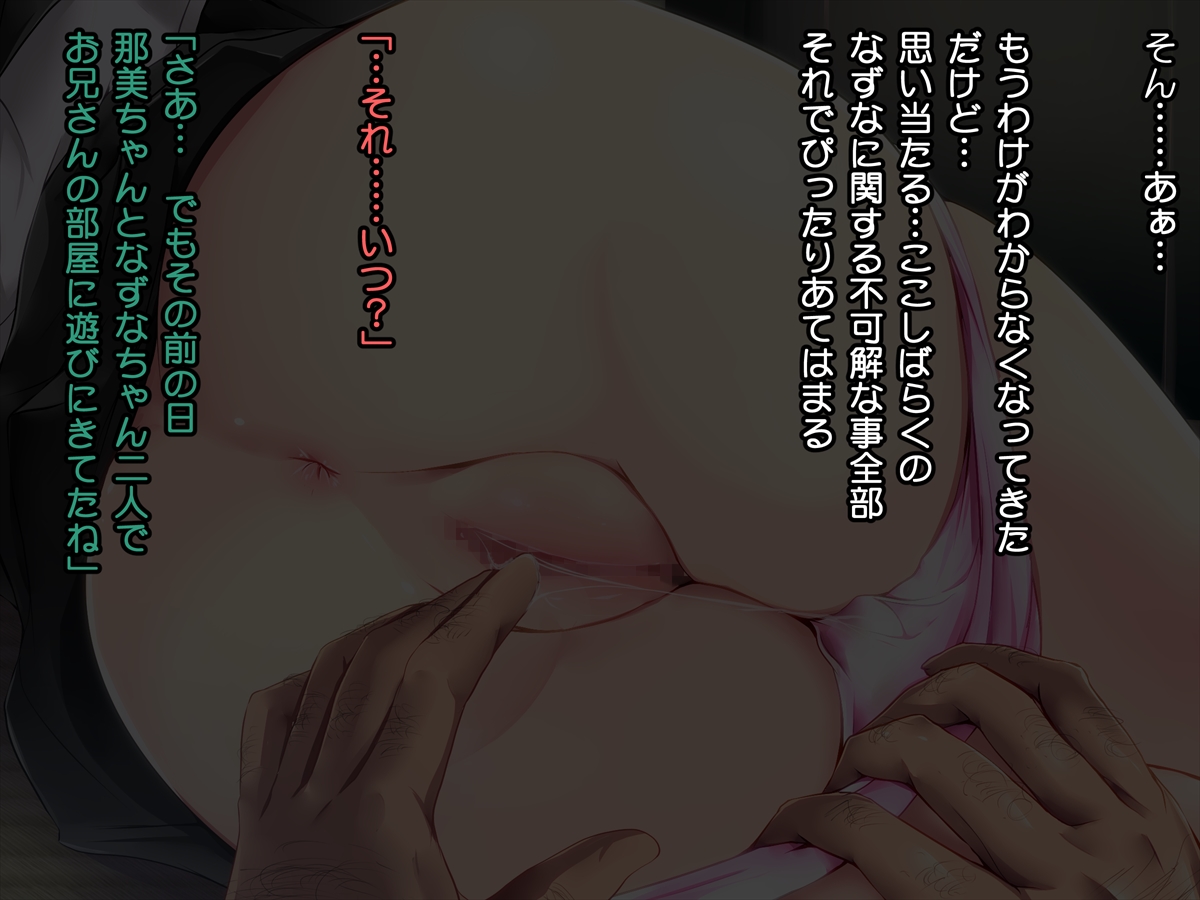 そん……あぁ…
もうわけがわからなくなってきた
だけど…
思い当たる…ここしばらくの
なずなに関する不可解な事全部
それでぴったりあてはまる
「…それ……いつ？」
「さあ…　でもその前の日
那美ちゃんとなずなちゃん二人で
お兄さんの部屋に遊びにきてたね」